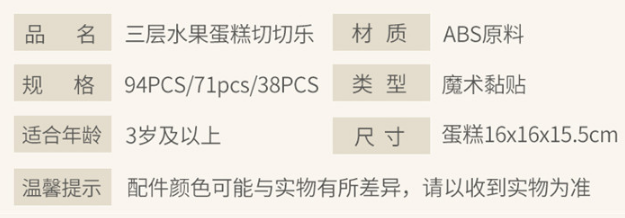 品 名 三层水果蛋糕切切乐 材 质 ABS原料
规 格 94PCS/71pcs/38PCS 类 型 魔术黏贴
适合年龄 3岁及以上 尺 寸 蛋糕16x16x15.5cm
温馨提示 配件颜色可能与实物有所差异，请以收到实物为准